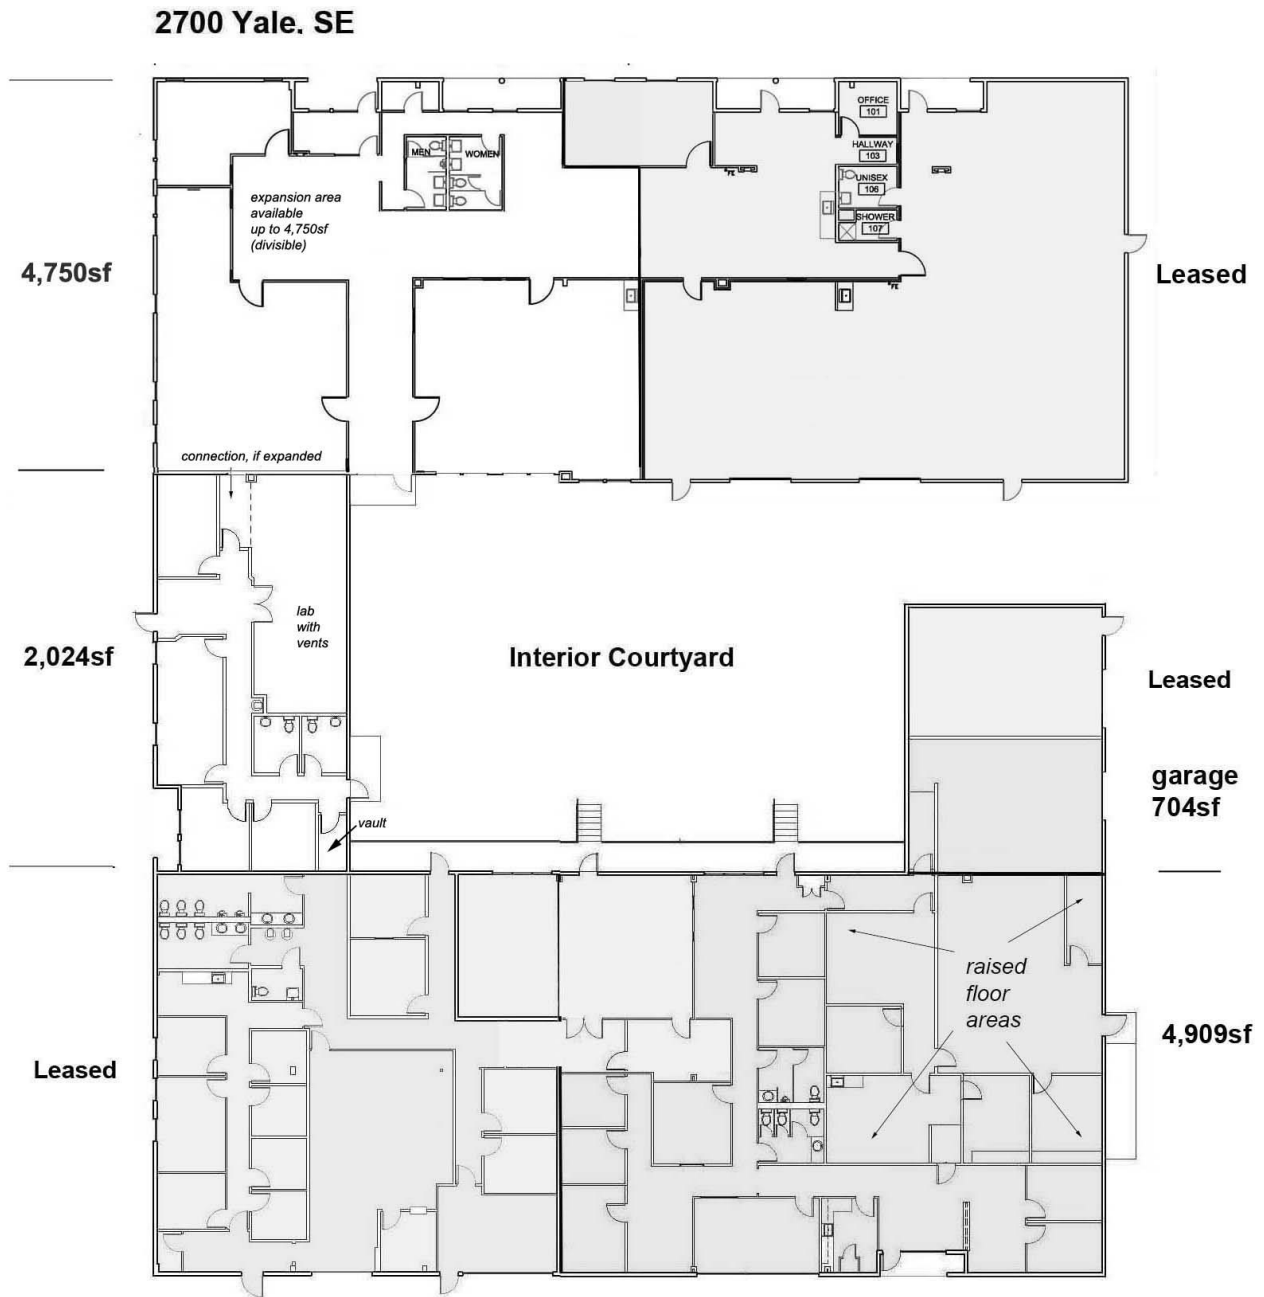 2700 Yale, SE
OFFICE
101
HALLWAY
103
MEN
WOMEN
UNISEX
106
SHOWER
107
expansion area
available
up to 4,750sf
(divisible)
4,750sf
Leased
connection, if expanded
lab
with
vents
2,024sf
Interior Courtyard
Leased
garage
704sf
vault
raised
floor
areas
4,909sf
Leased